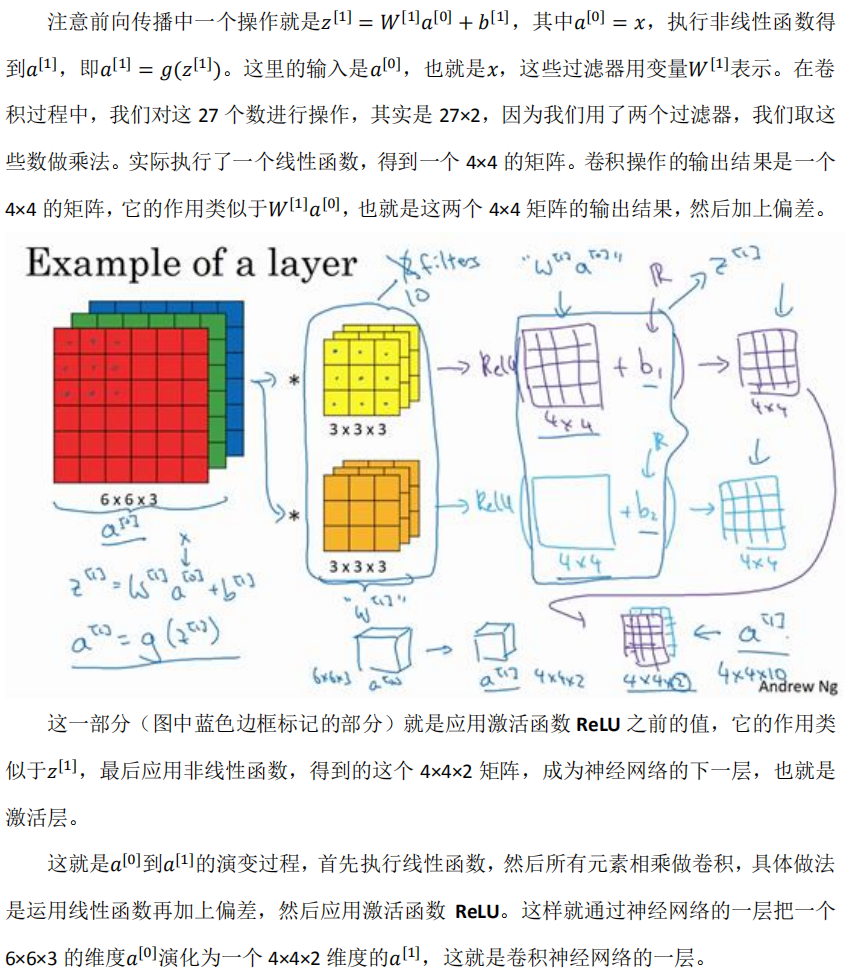 注意前向传播中一个操作就是z^[1] = W^[1]a^[0] + b^[1]，其中a^[0] = x，执行非线性函数得
到a^[1]，即a^[1] = g(z^[1])。这里的输入是a^[0]，也就是x，这些过滤器用变量W^[1]表示。在卷
积过程中，我们对这 27 个数进行操作，其实是 27×2，因为我们用了两个过滤器，我们取这
些数做乘法。实际执行了一个线性函数，得到一个 4×4 的矩阵。卷积操作的输出结果是一个
4×4 的矩阵，它的作用类似于W^[1]a^[0]，也就是这两个 4×4 矩阵的输出结果，然后加上偏差。
Example of a layer
filters
10
"W^[1] a^[0]"
R
z^[1]
*
3 x 3 x 3
→ ReLU
4 x 4
+ b1
4 x 4
6 x 6 x 3
a^[0]
*
3 x 3 x 3
→ ReLU
4 x 4
R
+ b2
4 x 4
x
z^[1] = W^[1] a^[0] + b^[1]
a^[1] = g(z^[1])
"W^[1]"
6x6x3
a^[0]
a^[1]
4x4x2
4x4x2
← a^[1]
4x4x10
Andrew Ng
这一部分（图中蓝色边框标记的部分）就是应用激活函数 ReLU 之前的值，它的作用类
似于z^[1]，最后应用非线性函数，得到的这个 4×4×2 矩阵，成为神经网络的下一层，也就是
激活层。
这就是a^[0]到a^[1]的演变过程，首先执行线性函数，然后所有元素相乘做卷积，具体做法
是运用线性函数再加上偏差，然后应用激活函数 ReLU。这样就通过神经网络的一层把一个
6×6×3 的维度a^[0]演化为一个 4×4×2 维度的a^[1]，这就是卷积神经网络的一层。